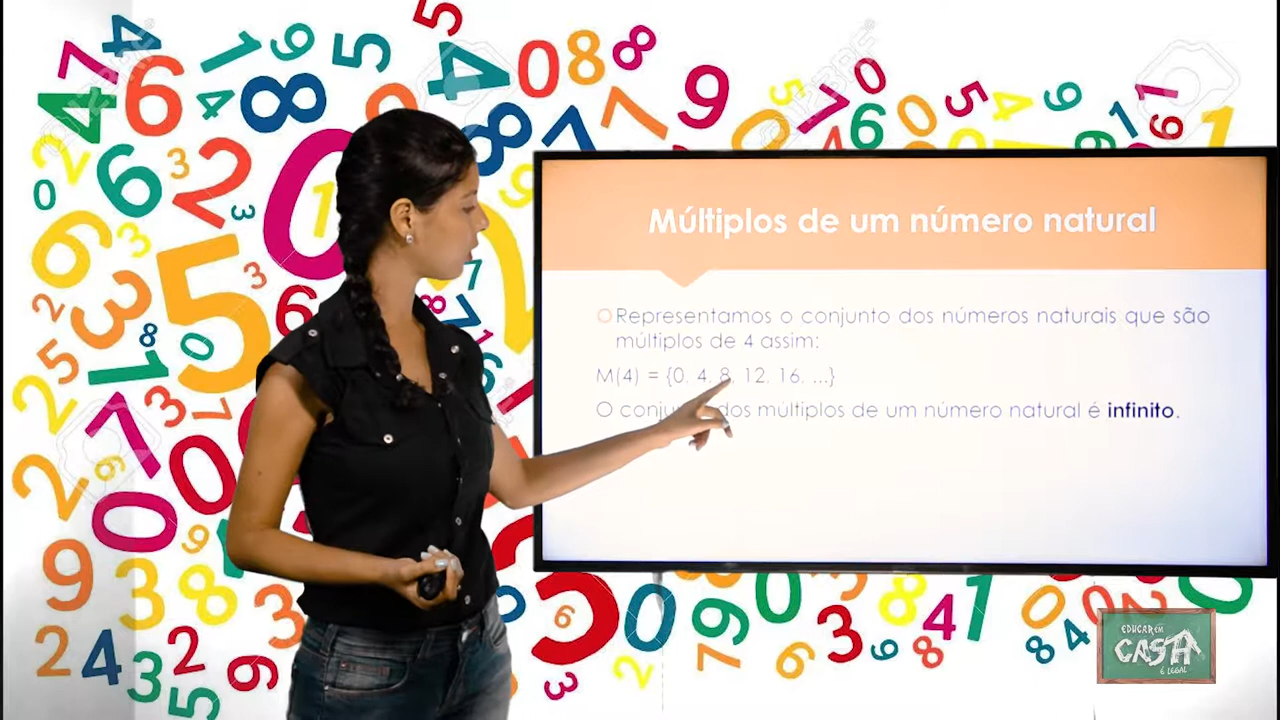 Múltiplos de um número natural
Representamos o conjunto dos números naturais que são
múltiplos de 4 assim:
M(4) = {0, 4, 8, 12, 16, ...}
O conju dos múltiplos de um número natural é infinito.
EDUCAR EM
CASA
É LEGAL